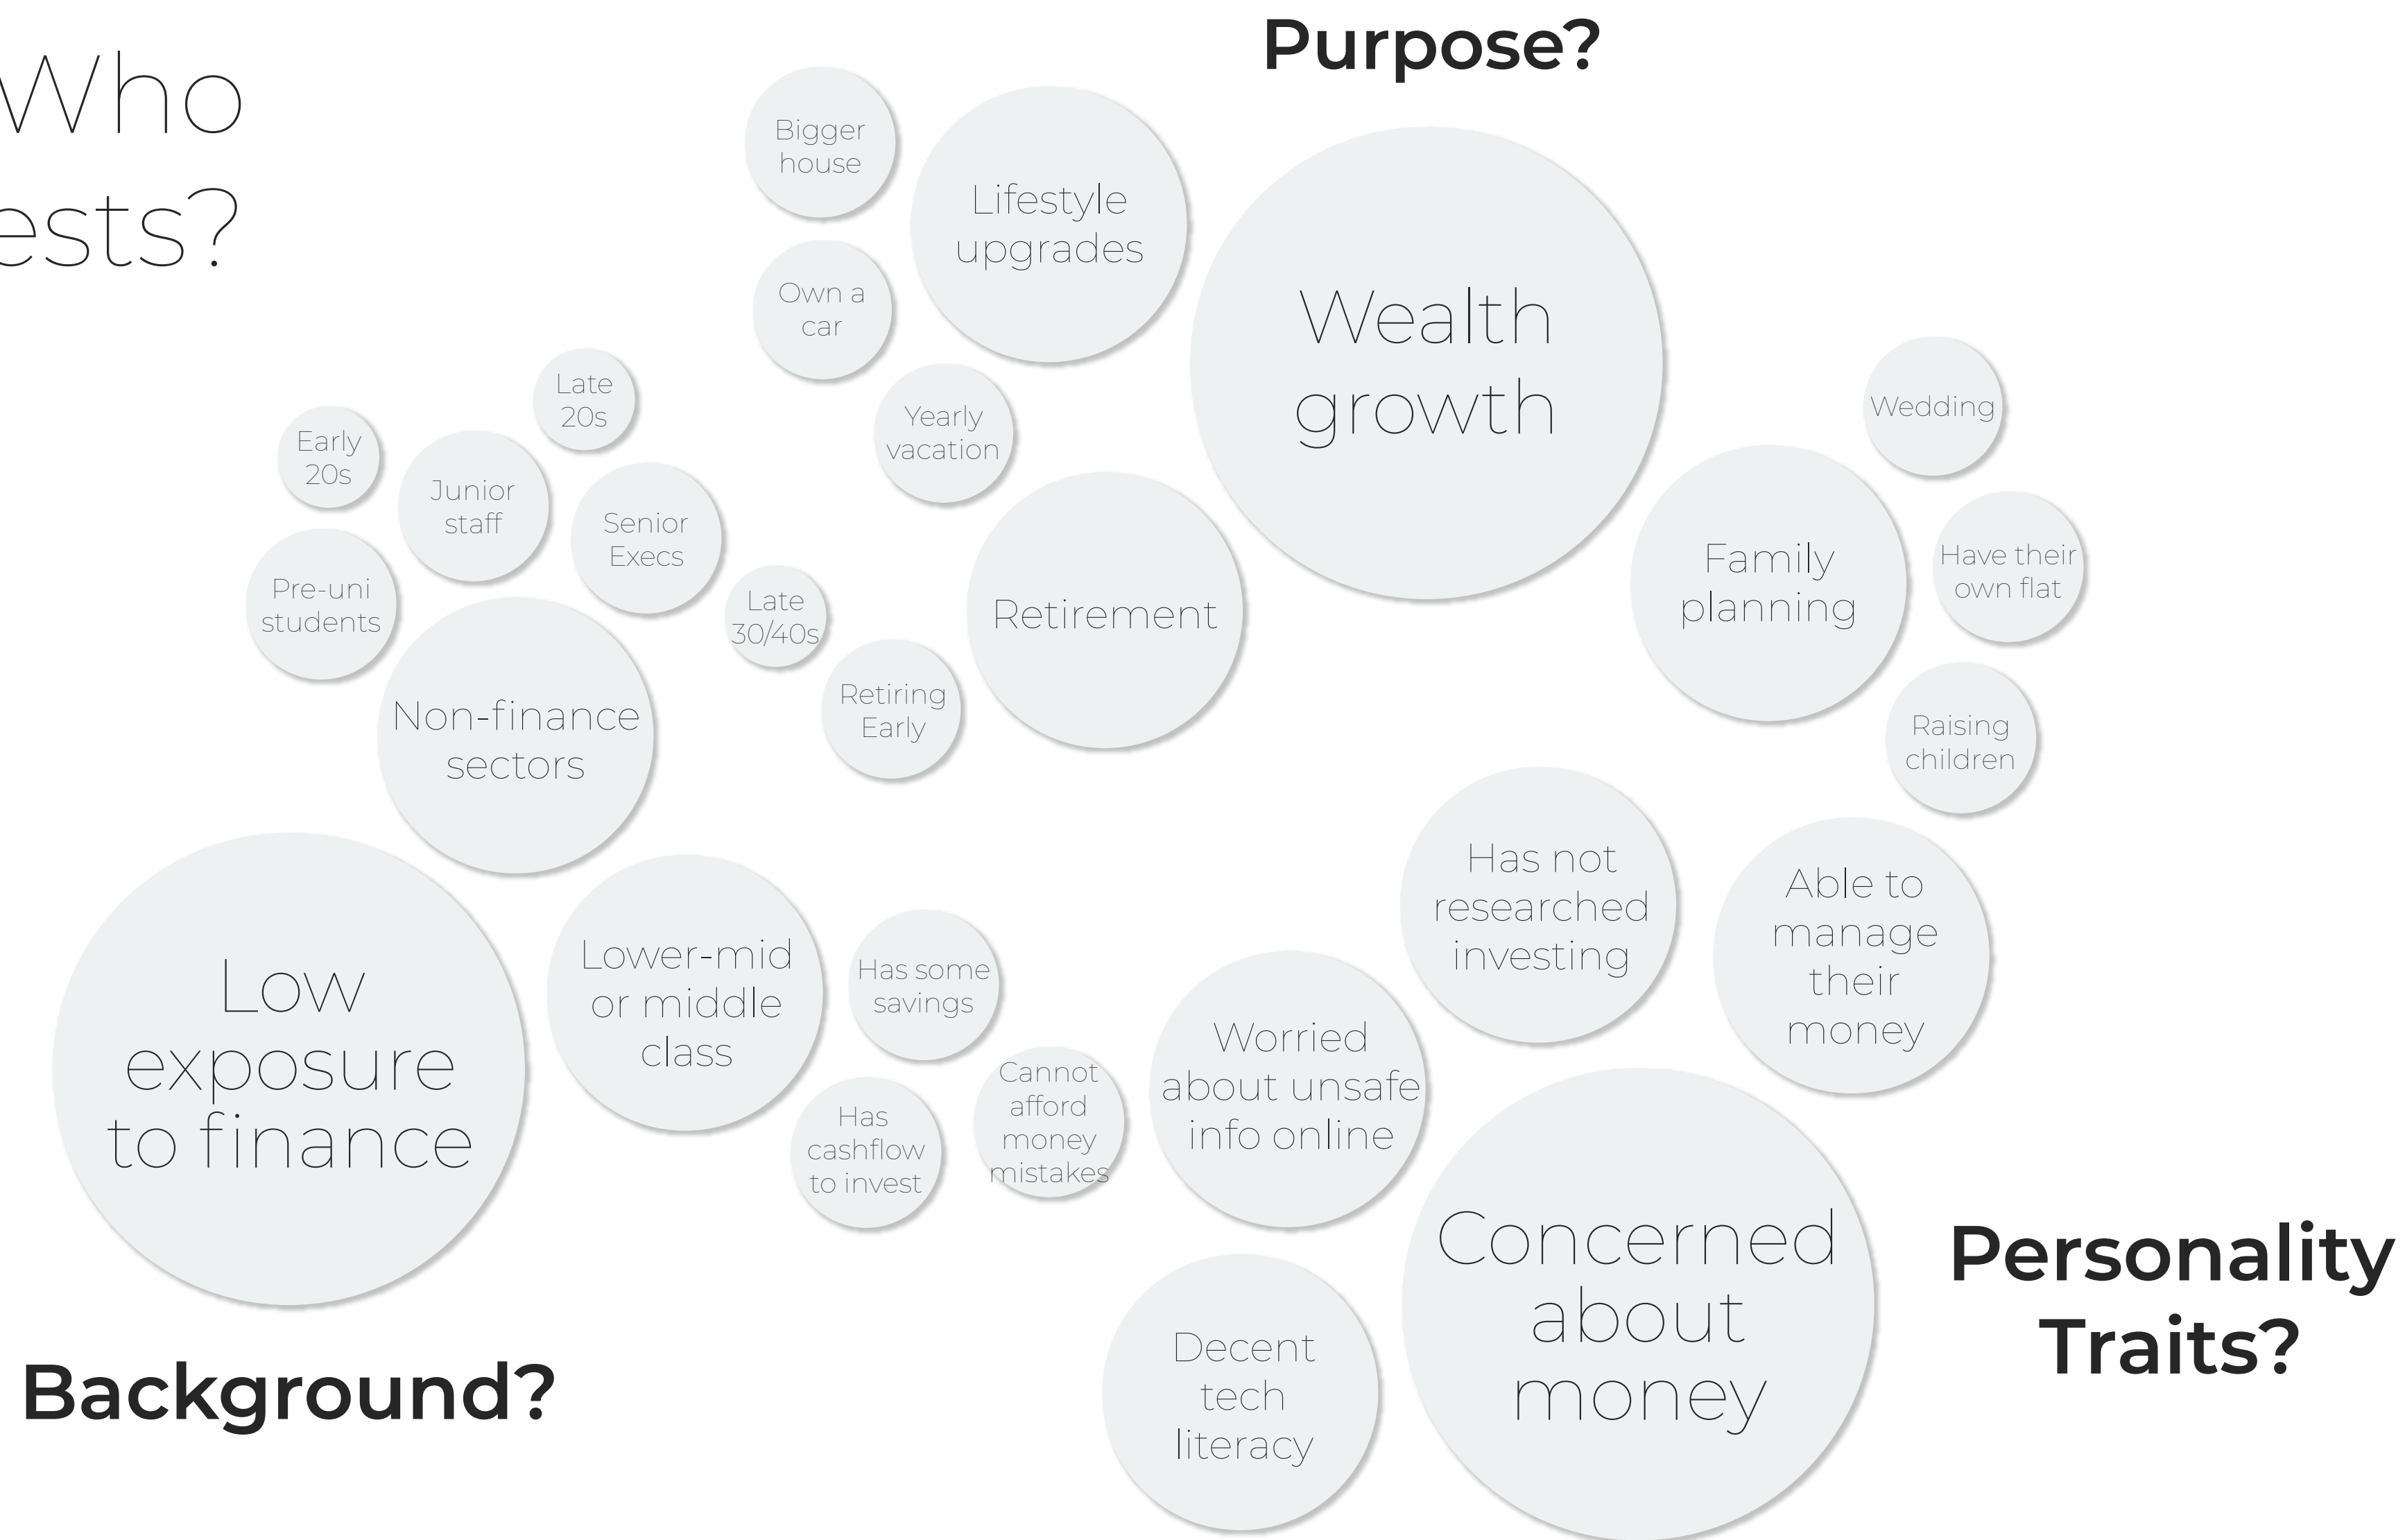 Who
ests?
Purpose?
Bigger
house
Lifestyle
upgrades
Own a
car
Wealth
growth
Yearly
vacation
Retirement
Retiring
Early
Wedding
Family
planning
Have their
own flat
Raising
children
Late
20s
Early
20s
Junior
staff
Senior
Execs
Pre-uni
students
Late
30/40s
Non-finance
sectors
Low
exposure
to finance
Lower-mid
or middle
class
Has some
savings
Has
cashflow
to invest
Cannot
afford
money
mistakes
Background?
Has not
researched
investing
Able to
manage
their
money
Worried
about unsafe
info online
Concerned
about
money
Decent
tech
literacy
Personality
Traits?